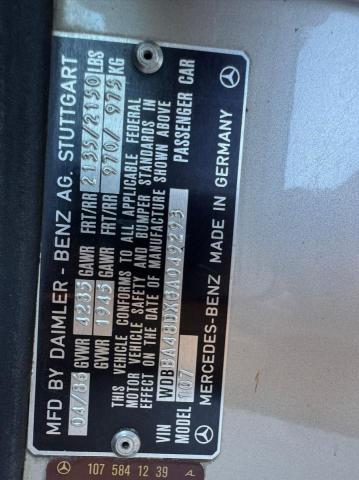 MFD BY DAIMLER - BENZ AG. STUTTGART
04/86 GVWR 4285 GAWR FRT/RR 2135/2150 LBS
GVWR 1945 GAWR FRT/RR 970/975 KG
THIS VEHICLE CONFORMS TO ALL APPLICABLE FEDERAL
MOTOR VEHICLE SAFETY AND BUMPER STANDARDS IN
EFFECT ON THE DATE OF MANUFACTURE SHOWN ABOVE
VIN WDBBA48DXGA049293 PASSENGER CAR
MODEL 107
MERCEDES-BENZ MADE IN GERMANY
107 584 12 39 A